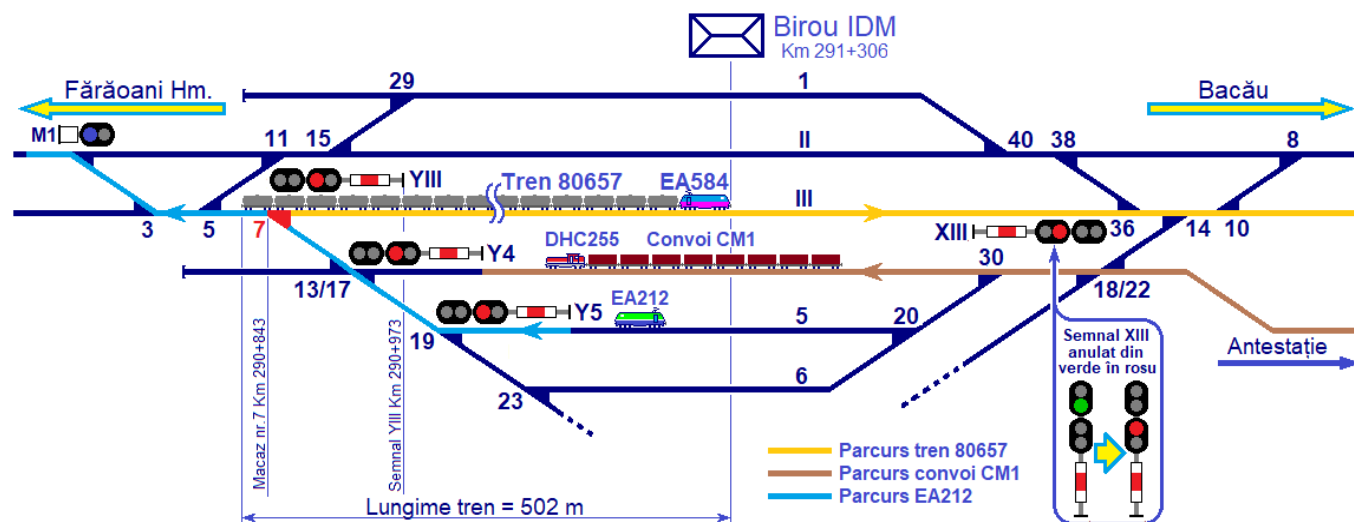 Birou IDM
Km 291+306
Fărăoani Hm.
29
1
Bacău
M1
11
15
II
40
38
8
YIII
Tren 80657
EA584
III
3
5
7
XIII
36
14
10
Y4
DHC255
Convoi CM1
30
13/17
18/22
Y5
EA212
5
20
19
Semnal XIII
anulat din
verde în rosu
Antestație
6
23
Macaz nr.7 Km 290+843
Semnal YIII Km 290+973
Parcurs tren 80657
Parcurs convoi CM1
Parcurs EA212
Lungime tren = 502 m